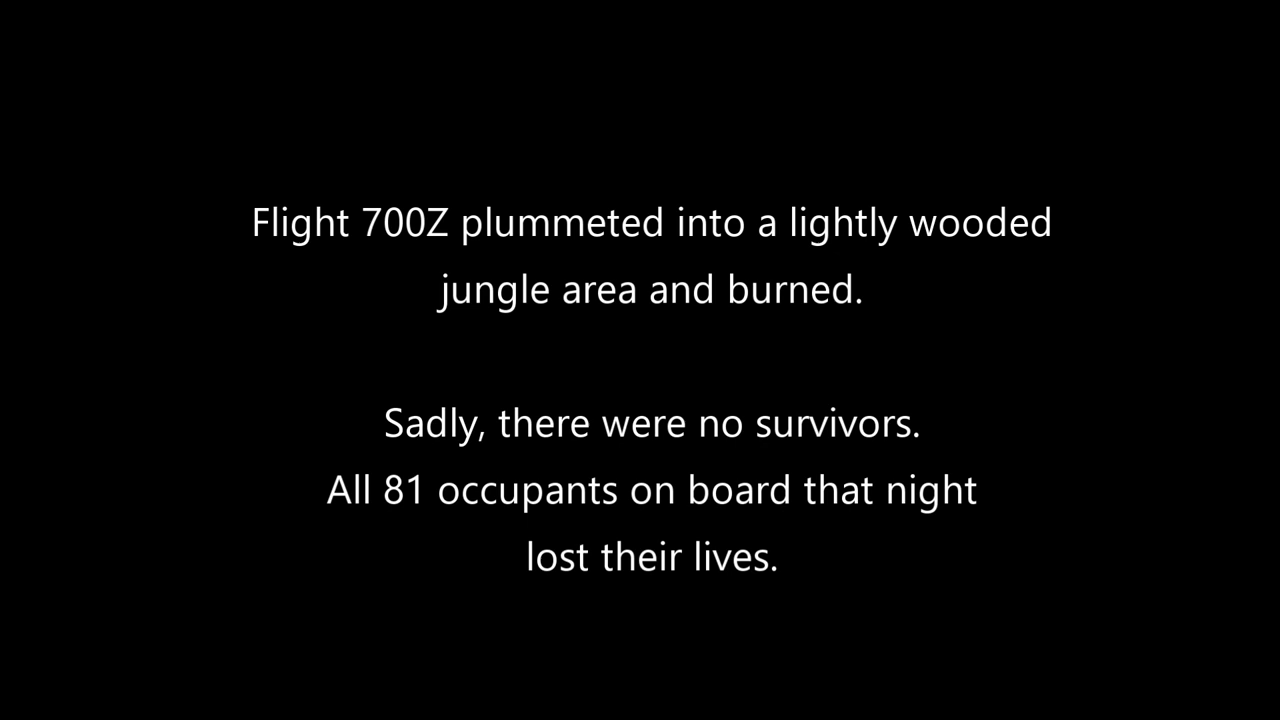 Flight 700Z plummeted into a lightly wooded
jungle area and burned.
Sadly, there were no survivors.
All 81 occupants on board that night
lost their lives.